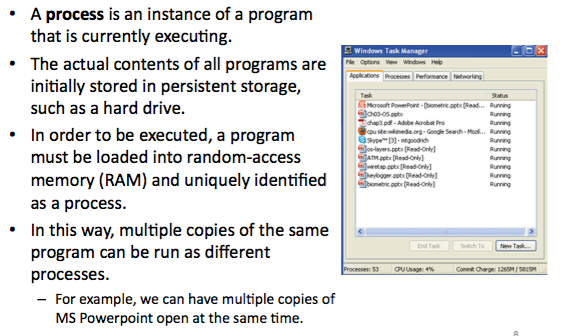 • A process is an instance of a program
that is currently executing.
• The actual contents of all programs are
initially stored in persistent storage,
such as a hard drive.
• In order to be executed, a program
must be loaded into random-access
memory (RAM) and uniquely identified
as a process.
• In this way, multiple copies of the same
program can be run as different
processes.
– For example, we can have multiple copies of
MS Powerpoint open at the same time.
Windows Task Manager
File Options View Windows Help
Applications Processes Performance Networking
Task Status
Microsoft PowerPoint - [biometric.pptx [Read... Running
Ch03-OS.pptx Running
chap3.pdf - Adobe Acrobat Pro Running
cpu site:wikimedia.org - Google Search - Mozil... Running
Skype™ [3] - mtgoodrich Running
os-layers.pptx [Read-Only] Running
ATM.pptx [Read-Only] Running
wiretap.pptx [Read-Only] Running
keylogger.pptx [Read-Only] Running
biometric.pptx [Read-Only] Running
End Task Switch To New Task...
Processes: 53 CPU Usage: 4% Commit Charge: 1265M / 5815M
8